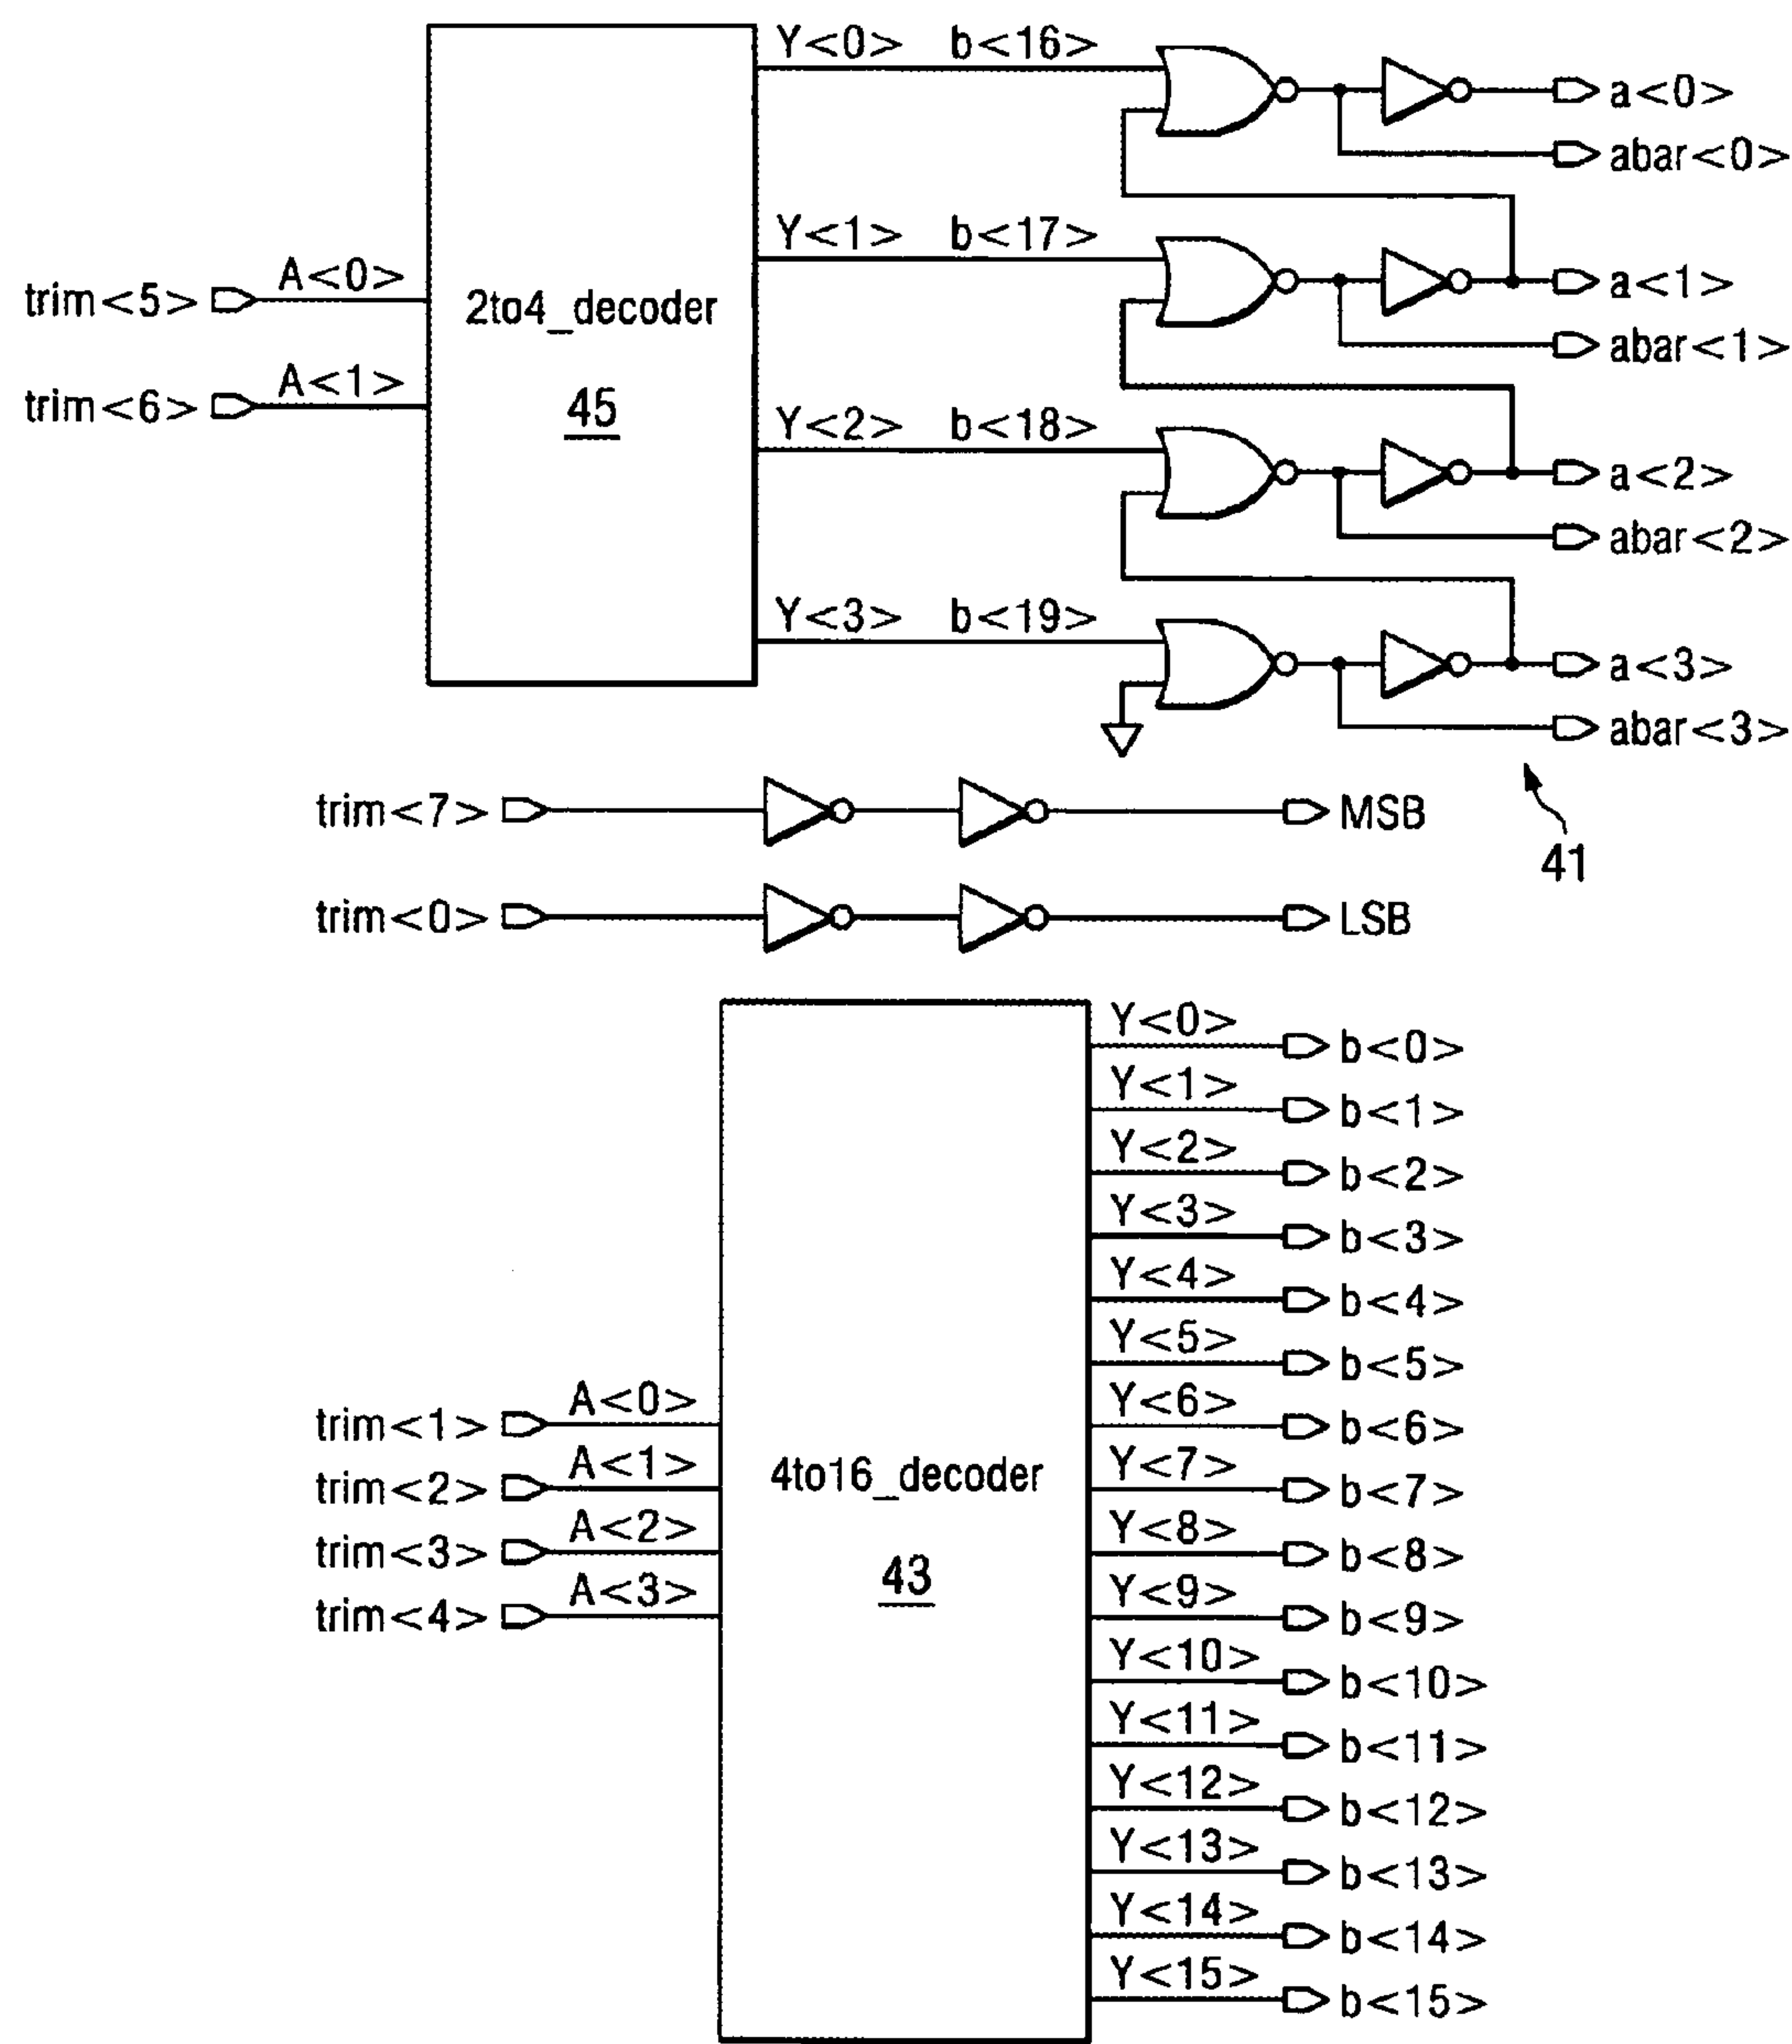 Y<0> b<16>
a<0>
abar<0>
Y<1> b<17>
trim<5> A<0>
2to4_decoder
a<1>
abar<1>
trim<6> A<1>
45
Y<2> b<18>
a<2>
abar<2>
Y<3> b<19>
a<3>
abar<3>
trim<7> MSB
41
trim<0> LSB
Y<0> b<0>
Y<1> b<1>
Y<2> b<2>
Y<3> b<3>
Y<4> b<4>
Y<5> b<5>
trim<1> A<0>
Y<6> b<6>
trim<2> A<1>
4to16_decoder
Y<7> b<7>
trim<3> A<2>
Y<8> b<8>
43
trim<4> A<3>
Y<9> b<9>
Y<10> b<10>
Y<11> b<11>
Y<12> b<12>
Y<13> b<13>
Y<14> b<14>
Y<15> b<15>